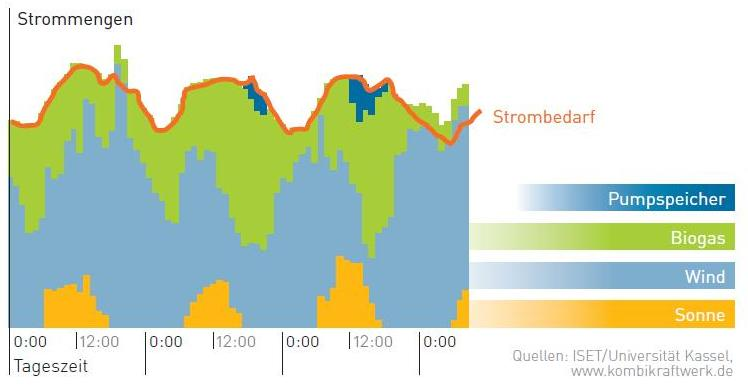 Strommengen
Strombedarf
Pumpspeicher
Biogas
Wind
Sonne
0:00 12:00 0:00 12:00 0:00 12:00 0:00
Tageszeit
Quellen: ISET/Universität Kassel,
www.kombikraftwerk.de